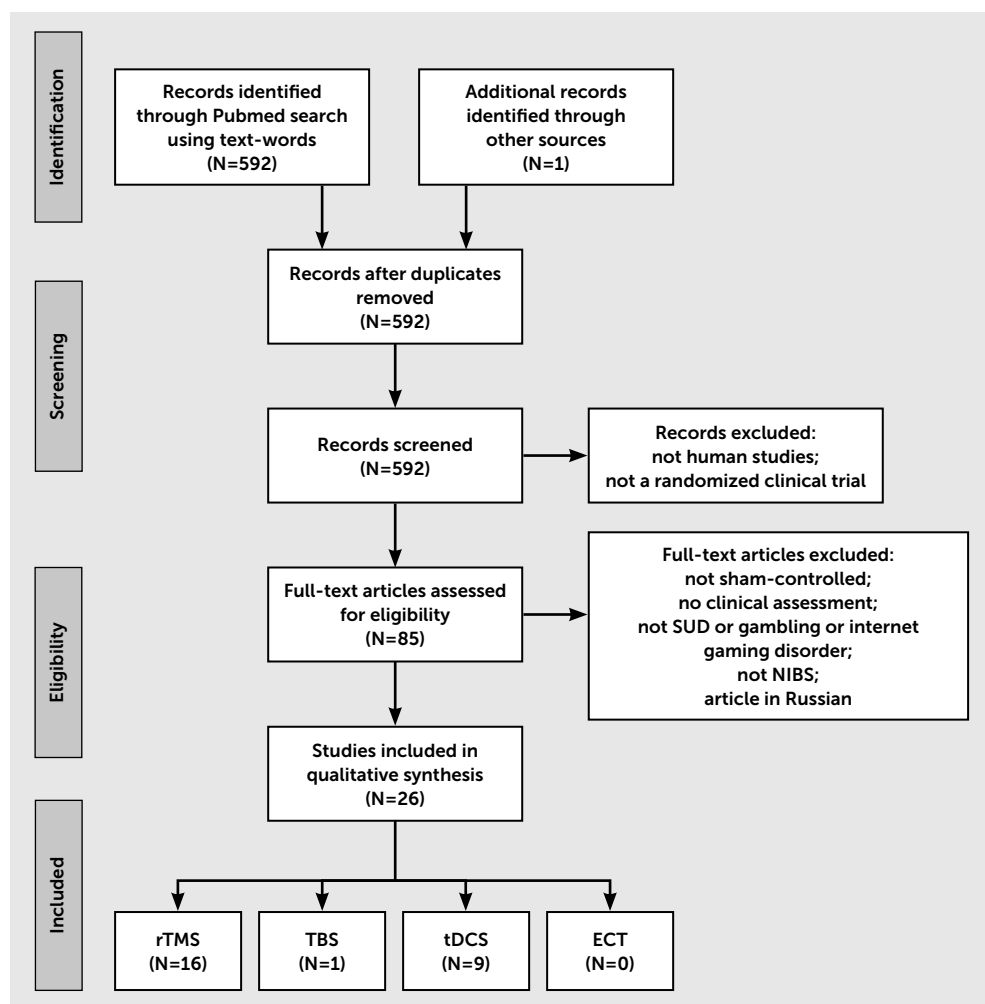 Identification
Records identified
through Pubmed search
using text-words
(N=592)
Additional records
identified through
other sources
(N=1)
Screening
Records after duplicates
removed
(N=592)
Records screened
(N=592)
Records excluded:
not human studies;
not a randomized clinical trial
Eligibility
Full-text articles assessed
for eligibility
(N=85)
Full-text articles excluded:
not sham-controlled;
no clinical assessment;
not SUD or gambling or internet
gaming disorder;
not NIBS;
article in Russian
Studies included in
qualitative synthesis
(N=26)
Included
rTMS
(N=16)
TBS
(N=1)
tDCS
(N=9)
ECT
(N=0)